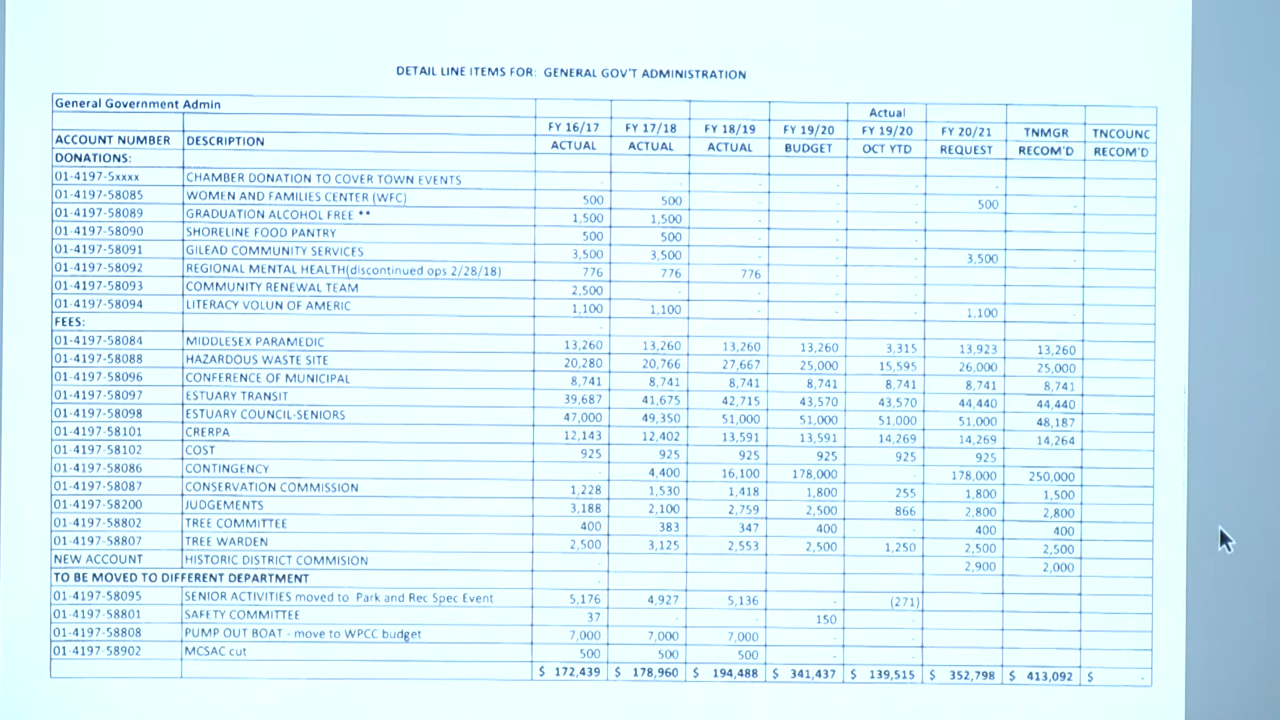 DETAIL LINE ITEMS FOR: GENERAL GOV'T ADMINISTRATION
General Government Admin
Actual
FY 16/17 FY 17/18 FY 18/19 FY 19/20 FY 19/20 FY 20/21 TNMGR TNCOUNC
ACCOUNT NUMBER DESCRIPTION ACTUAL ACTUAL ACTUAL BUDGET OCT YTD REQUEST RECOM'D RECOM'D
DONATIONS:
01-4197-5xxxx CHAMBER DONATION TO COVER TOWN EVENTS - - - - - -
01-4197-58085 WOMEN AND FAMILIES CENTER (WFC) 500 500 - - - 500 -
01-4197-58089 GRADUATION ALCOHOL FREE ** 1,500 1,500 - - -
01-4197-58090 SHORELINE FOOD PANTRY 500 500 - - -
01-4197-58091 GILEAD COMMUNITY SERVICES 3,500 3,500 - - - 3,500 -
01-4197-58092 REGIONAL MENTAL HEALTH(discontinued ops 2/28/18) 776 776 776 - -
01-4197-58093 COMMUNITY RENEWAL TEAM 2,500 - - - -
01-4197-58094 LITERACY VOLUN OF AMERIC 1,100 1,100 - - - 1,100 -
FEES: -
01-4197-58084 MIDDLESEX PARAMEDIC 13,260 13,260 13,260 13,260 3,315 13,923 13,260
01-4197-58088 HAZARDOUS WASTE SITE 20,280 20,766 27,667 25,000 15,595 26,000 25,000
01-4197-58096 CONFERENCE OF MUNICIPAL 8,741 8,741 8,741 8,741 8,741 8,741 8,741
01-4197-58097 ESTUARY TRANSIT 39,687 41,675 42,715 43,570 43,570 44,440 44,440
01-4197-58098 ESTUARY COUNCIL-SENIORS 47,000 49,350 51,000 51,000 51,000 51,000 48,187
01-4197-58101 CRERPA 12,143 12,402 13,591 13,591 14,269 14,269 14,264
01-4197-58102 COST 925 925 925 925 925 925
01-4197-58086 CONTINGENCY - 4,400 16,100 178,000 - 178,000 250,000
01-4197-58087 CONSERVATION COMMISSION 1,228 1,530 1,418 1,800 255 1,800 1,500
01-4197-58200 JUDGEMENTS 3,188 2,100 2,759 2,500 866 2,800 2,800
01-4197-58802 TREE COMMITTEE 400 383 347 400 - 400 400
01-4197-58807 TREE WARDEN 2,500 3,125 2,553 2,500 1,250 2,500 2,500
NEW ACCOUNT HISTORIC DISTRICT COMMISION - 2,900 2,000
TO BE MOVED TO DIFFERENT DEPARTMENT -
01-4197-58095 SENIOR ACTIVITIES moved to Park and Rec Spec Event 5,176 4,927 5,136 - (271)
01-4197-58801 SAFETY COMMITTEE 37 - - 150 -
01-4197-58808 PUMP OUT BOAT - move to WPCC budget 7,000 7,000 7,000 - -
01-4197-58902 MCSAC cut 500 500 500 - -
$ 172,439 $ 178,960 $ 194,488 $ 341,437 $ 139,515 $ 352,798 $ 413,092 $ -